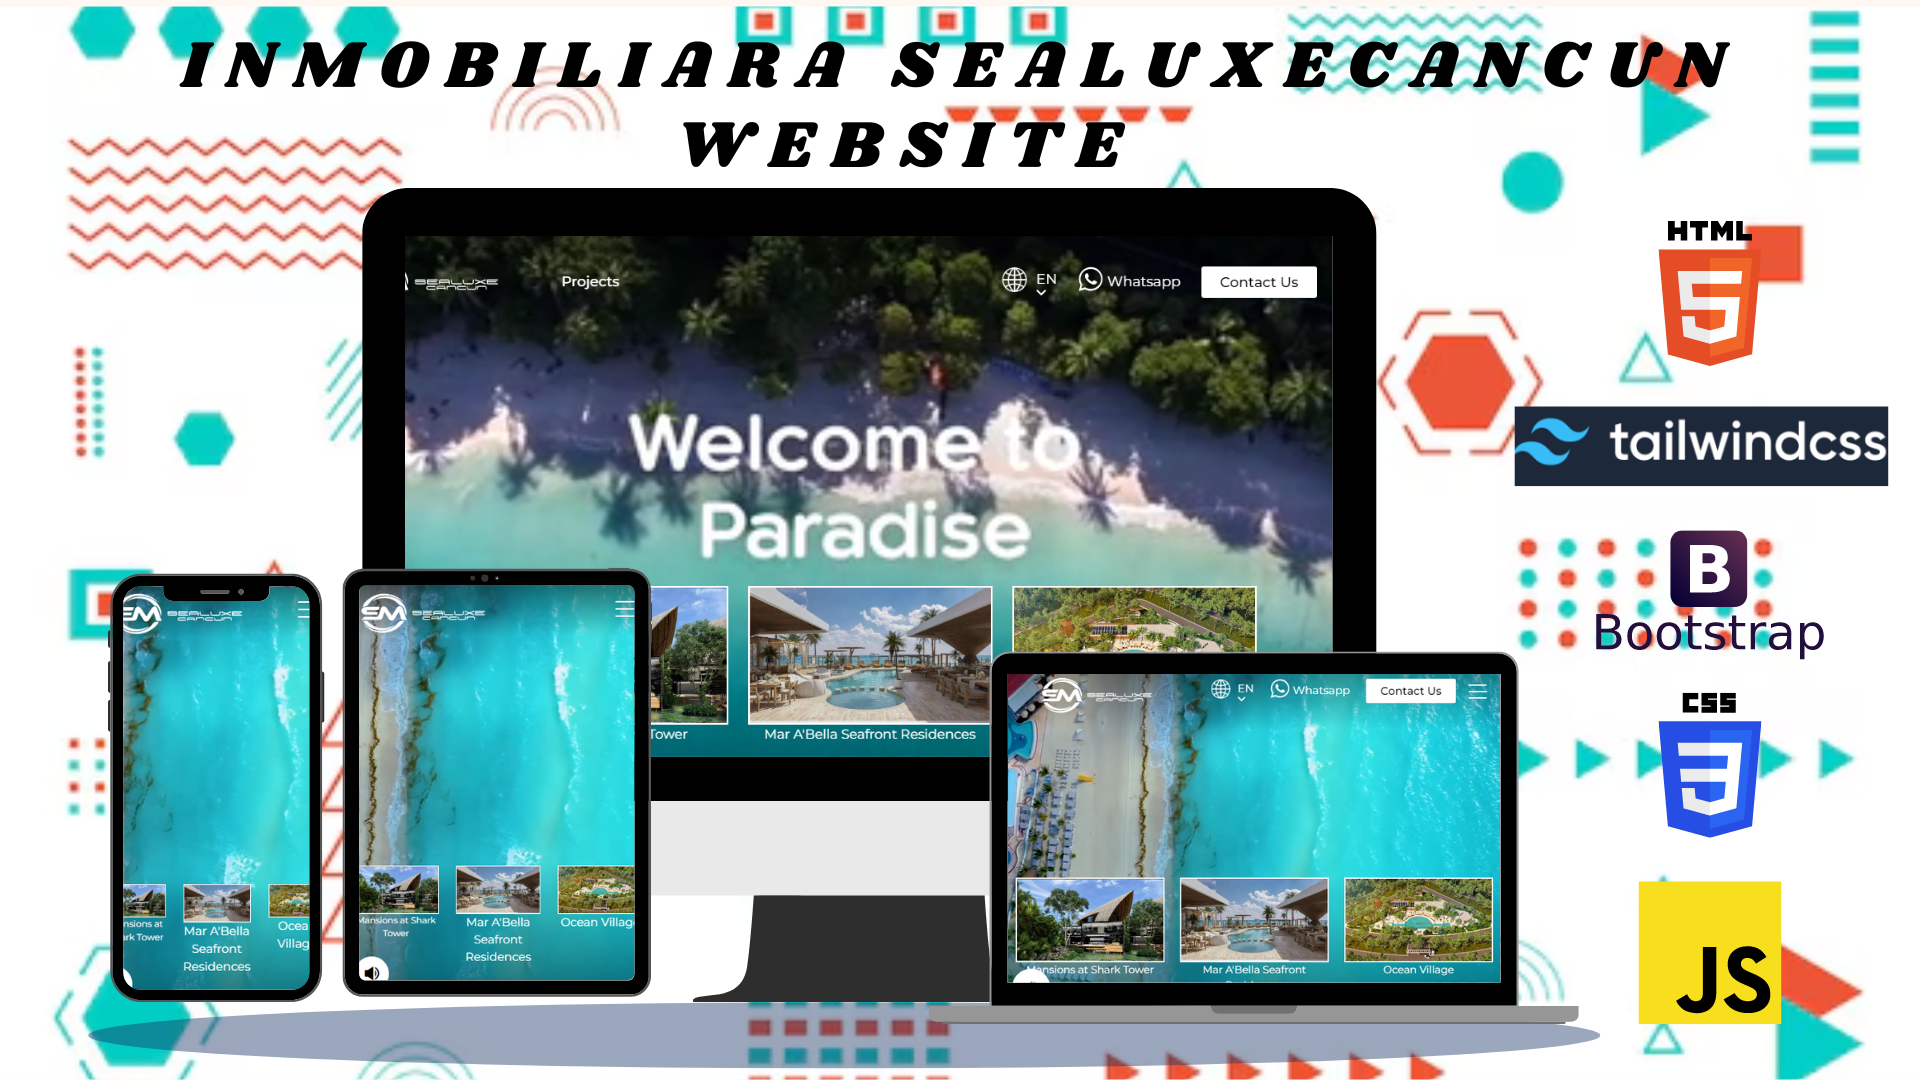 INMOBILIARA SEALUXECANCUN
WEBSITE
SEALUXE
CANCUN
Projects
EN
Whatsapp
Contact Us
Welcome to
Paradise
Tower
Mar A'Bella Seafront Residences
HTML
5
tailwindcss
B
Bootstrap
CSS
3
JS
SM
SEALUXE
CANCUN
nsions at
rk Tower
Mar A'Bella
Seafront
Residences
Ocea
Villag
SM
SEALUXE
CANCUN
Mansions at Shark
Tower
Mar A'Bella
Seafront
Residences
Ocean Village
SM
SEALUXE
CANCUN
EN
Whatsapp
Contact Us
Mansions at Shark Tower
Mar A'Bella Seafront
Ocean Village